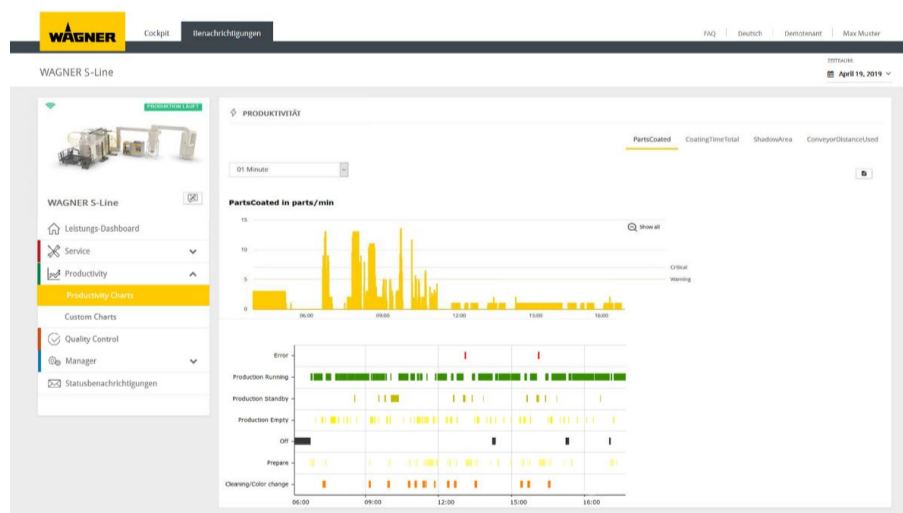 WAGNER
Cockpit
Benachrichtigungen
FAQ
Deutsch
Demotenant
Max Muster
WAGNER S-Line
April 19, 2019
PRODUKTION LÄUFT
WAGNER S-Line
Leistungs-Dashboard
Service
Productivity
Productivity Charts
Custom Charts
Quality Control
Manager
Statusbenachrichtigungen
PRODUKTIVITÄT
PartsCoated
CoatingTimeTotal
ShadowArea
ConveyorDistanceUsed
01 Minute
PartsCoated in parts/min
Show all
15
10
5
0
Critical
Warning
06:00
09:00
12:00
15:00
18:00
Error
Production Running
Production Standby
Production Empty
Off
Prepare
Cleaning/Color change
06:00
09:00
12:00
15:00
18:00